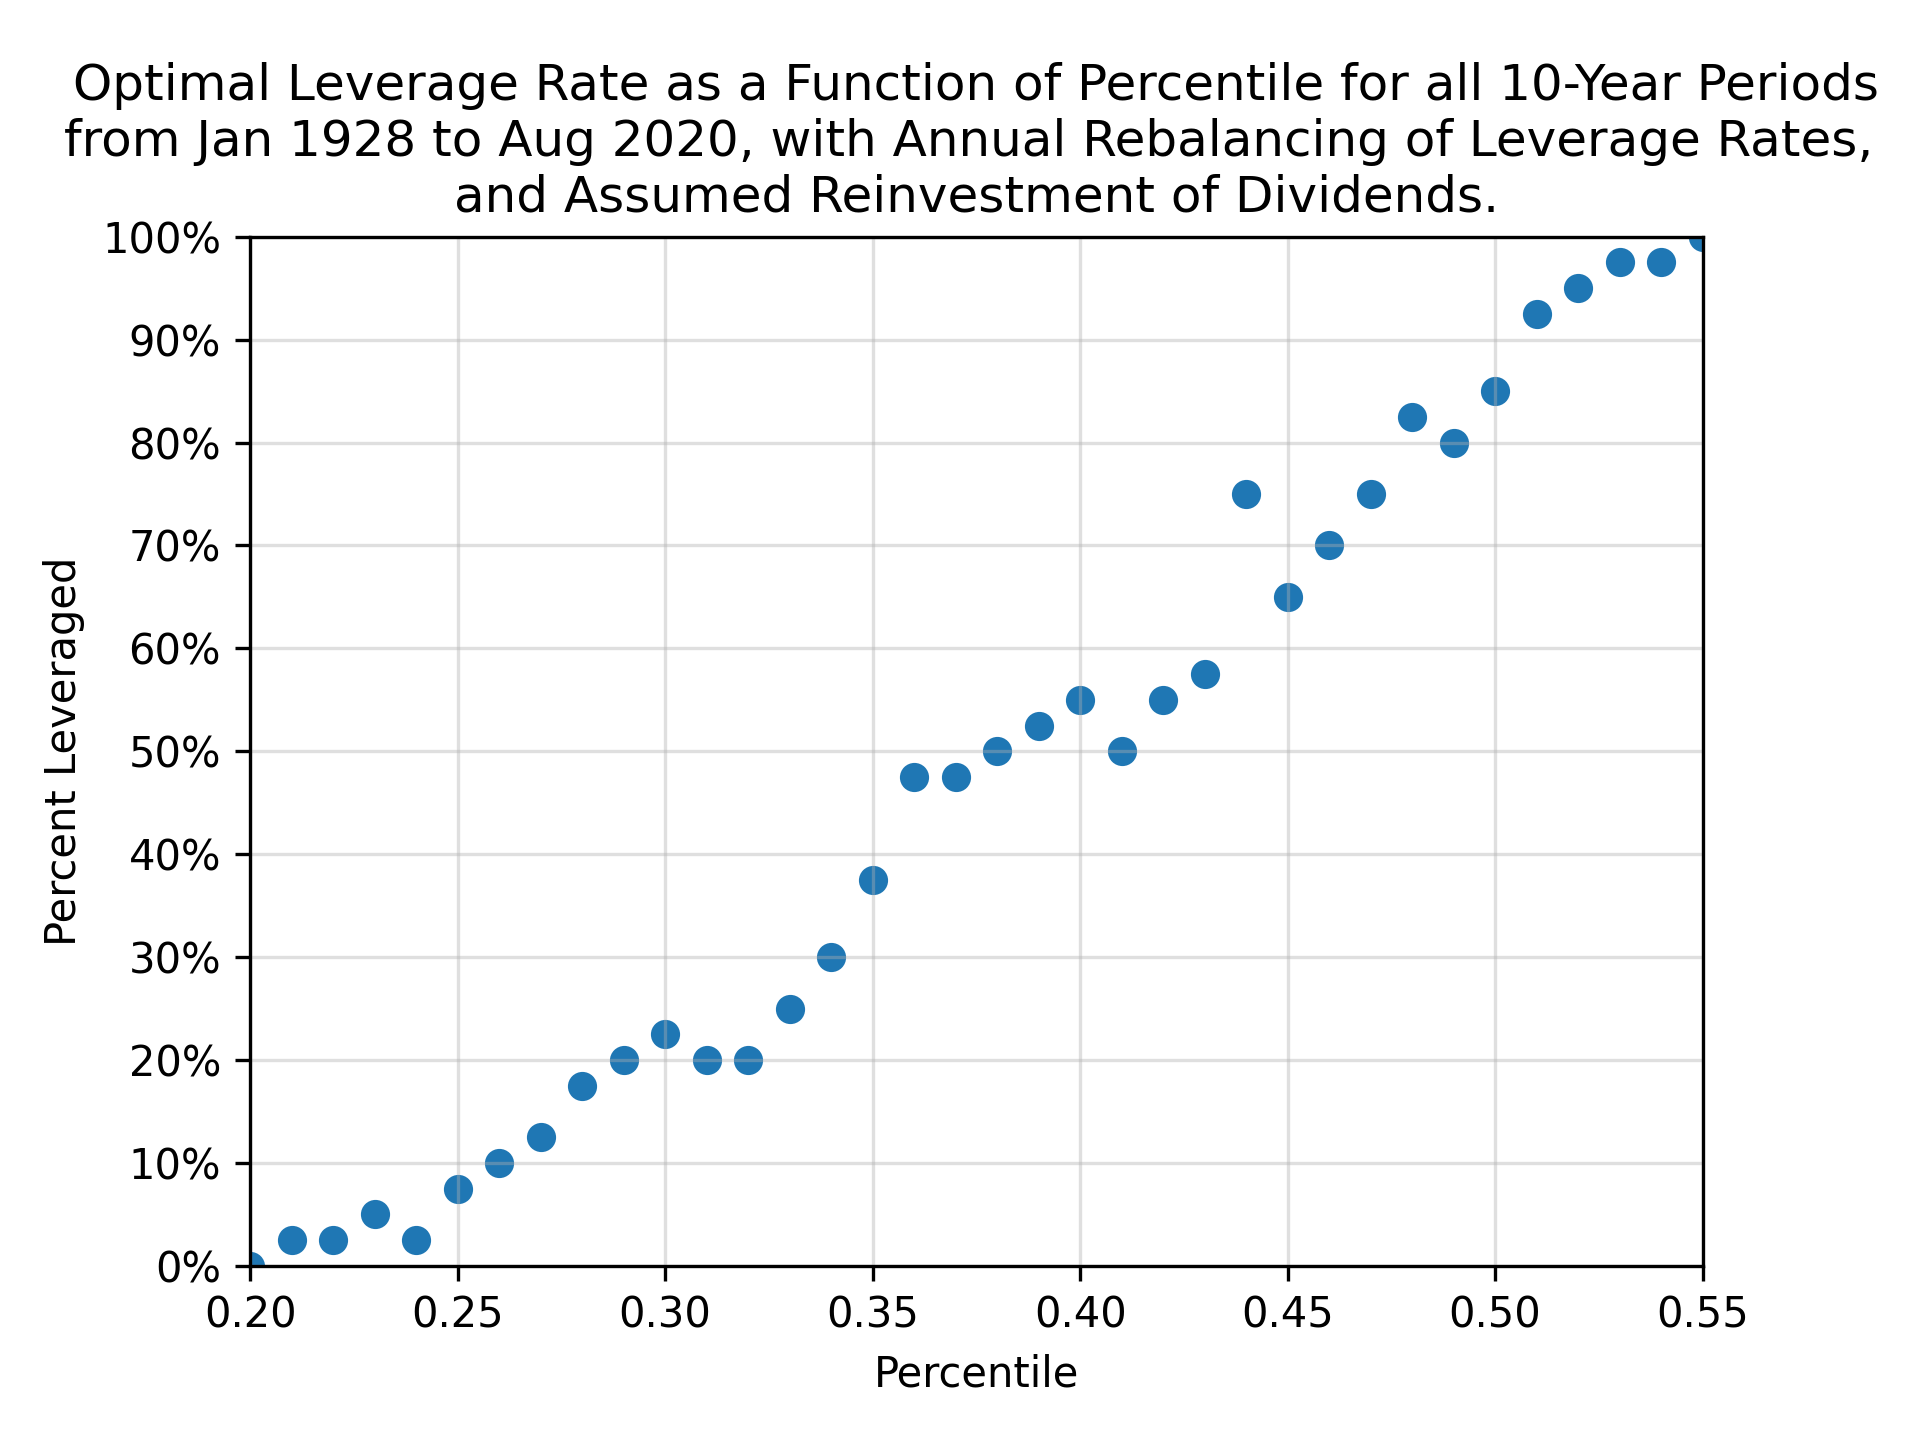 Optimal Leverage Rate as a Function of Percentile for all 10-Year Periods
from Jan 1928 to Aug 2020, with Annual Rebalancing of Leverage Rates,
and Assumed Reinvestment of Dividends.
100%
90%
80%
70%
60%
50%
40%
30%
20%
10%
0%
Percent Leveraged
0.20 0.25 0.30 0.35 0.40 0.45 0.50 0.55
Percentile